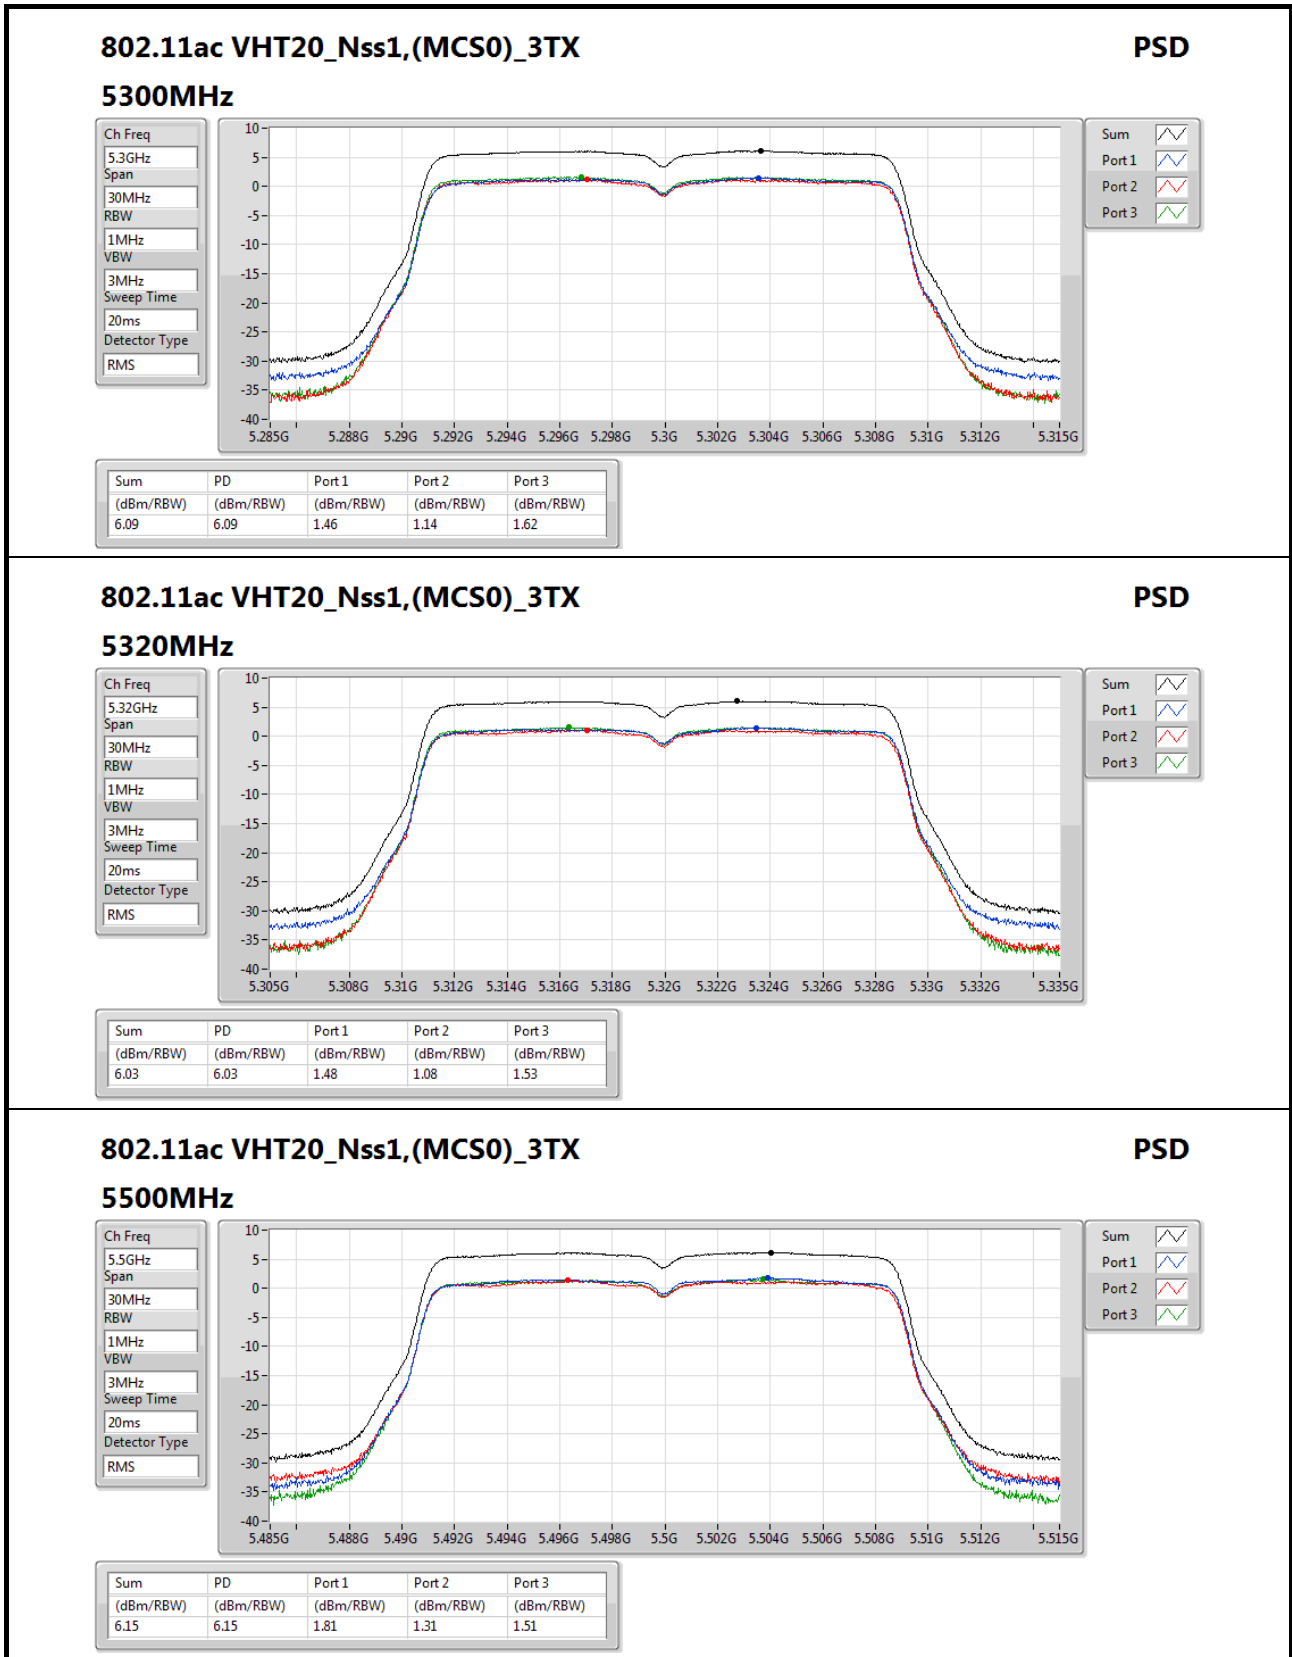 802.11ac VHT20_Nss1,(MCS0)_3TX PSD
5300MHz
Ch Freq
5.3GHz
Span
30MHz
RBW
1MHz
VBW
3MHz
Sweep Time
20ms
Detector Type
RMS
10
5
0
-5
-10
-15
-20
-25
-30
-35
-40
5.285G 5.288G 5.29G 5.292G 5.294G 5.296G 5.298G 5.3G 5.302G 5.304G 5.306G 5.308G 5.31G 5.312G 5.315G
Sum
Port 1
Port 2
Port 3
Sum PD Port 1 Port 2 Port 3
(dBm/RBW) (dBm/RBW) (dBm/RBW) (dBm/RBW) (dBm/RBW)
6.09 6.09 1.46 1.14 1.62
802.11ac VHT20_Nss1,(MCS0)_3TX PSD
5320MHz
Ch Freq
5.32GHz
Span
30MHz
RBW
1MHz
VBW
3MHz
Sweep Time
20ms
Detector Type
RMS
10
5
0
-5
-10
-15
-20
-25
-30
-35
-40
5.305G 5.308G 5.31G 5.312G 5.314G 5.316G 5.318G 5.32G 5.322G 5.324G 5.326G 5.328G 5.33G 5.332G 5.335G
Sum
Port 1
Port 2
Port 3
Sum PD Port 1 Port 2 Port 3
(dBm/RBW) (dBm/RBW) (dBm/RBW) (dBm/RBW) (dBm/RBW)
6.03 6.03 1.48 1.08 1.53
802.11ac VHT20_Nss1,(MCS0)_3TX PSD
5500MHz
Ch Freq
5.5GHz
Span
30MHz
RBW
1MHz
VBW
3MHz
Sweep Time
20ms
Detector Type
RMS
10
5
0
-5
-10
-15
-20
-25
-30
-35
-40
5.485G 5.488G 5.49G 5.492G 5.494G 5.496G 5.498G 5.5G 5.502G 5.504G 5.506G 5.508G 5.51G 5.512G 5.515G
Sum
Port 1
Port 2
Port 3
Sum PD Port 1 Port 2 Port 3
(dBm/RBW) (dBm/RBW) (dBm/RBW) (dBm/RBW) (dBm/RBW)
6.15 6.15 1.81 1.31 1.51